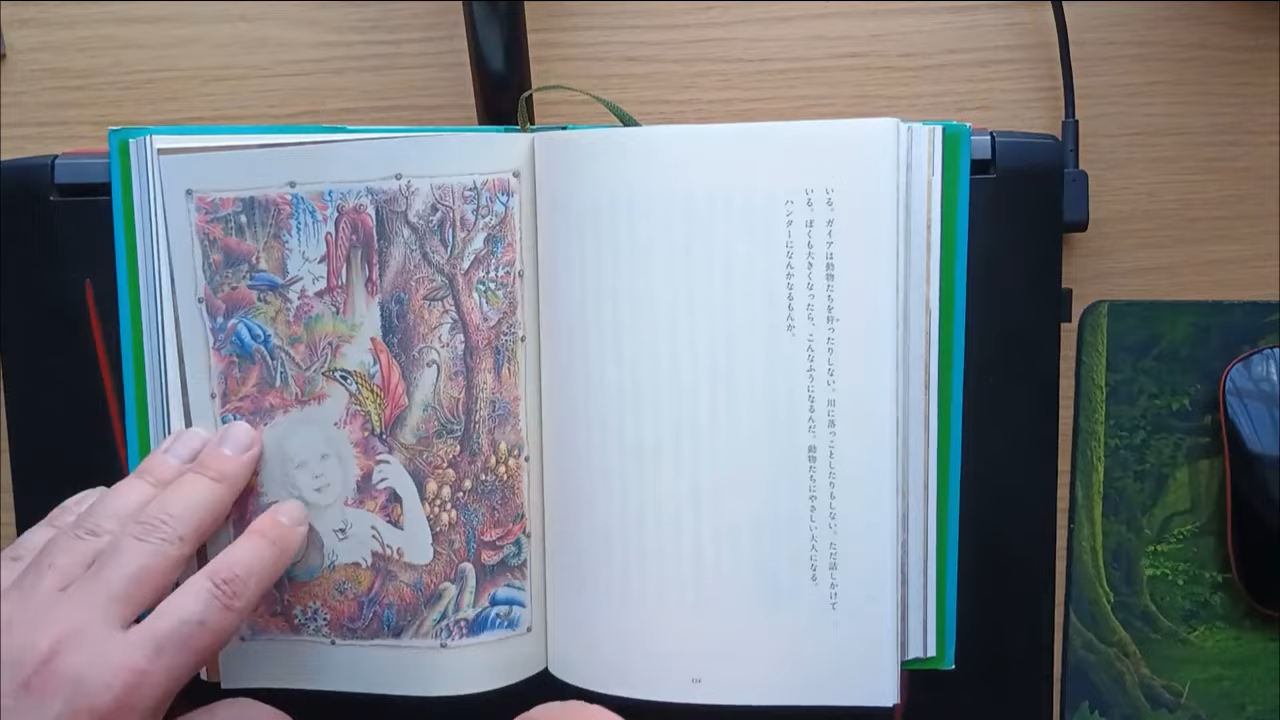 いる。ガイアは動物たちを狩ったりしない。川に落っことしたりもしない。ただ話しかけて
いる。ぼくも大きくなったら、こんなふうになるんだ。動物たちにやさしい大人になる。
ハンターになんかなるもんか。